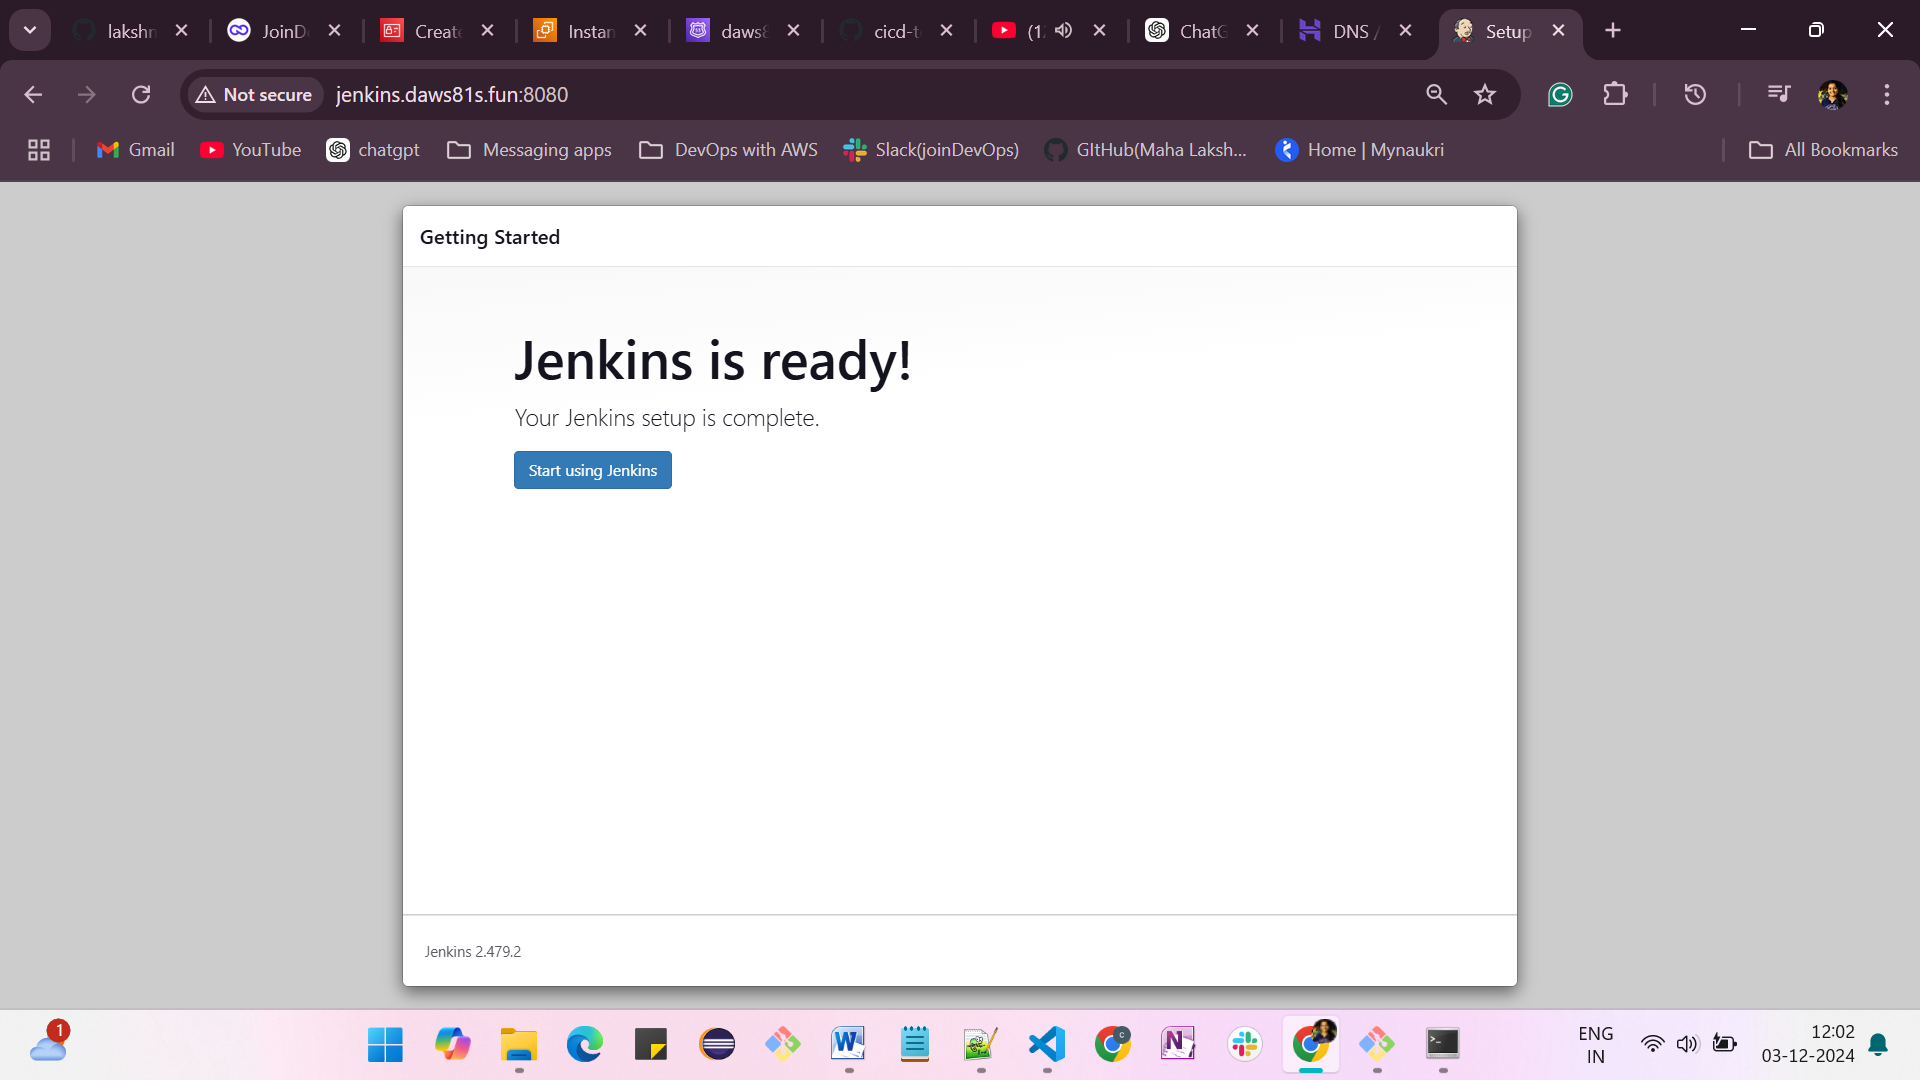 lakshn
JoinD
Create
Instan
daws8
cicd-t
(1
ChatG
DNS /
Setup
Not secure
jenkins.daws81s.fun:8080
Gmail
YouTube
chatgpt
Messaging apps
DevOps with AWS
Slack(joinDevOps)
GItHub(Maha Laksh...
Home | Mynaukri
All Bookmarks
Getting Started
Jenkins is ready!
Your Jenkins setup is complete.
Start using Jenkins
Jenkins 2.479.2
1
ENG
IN
12:02
03-12-2024